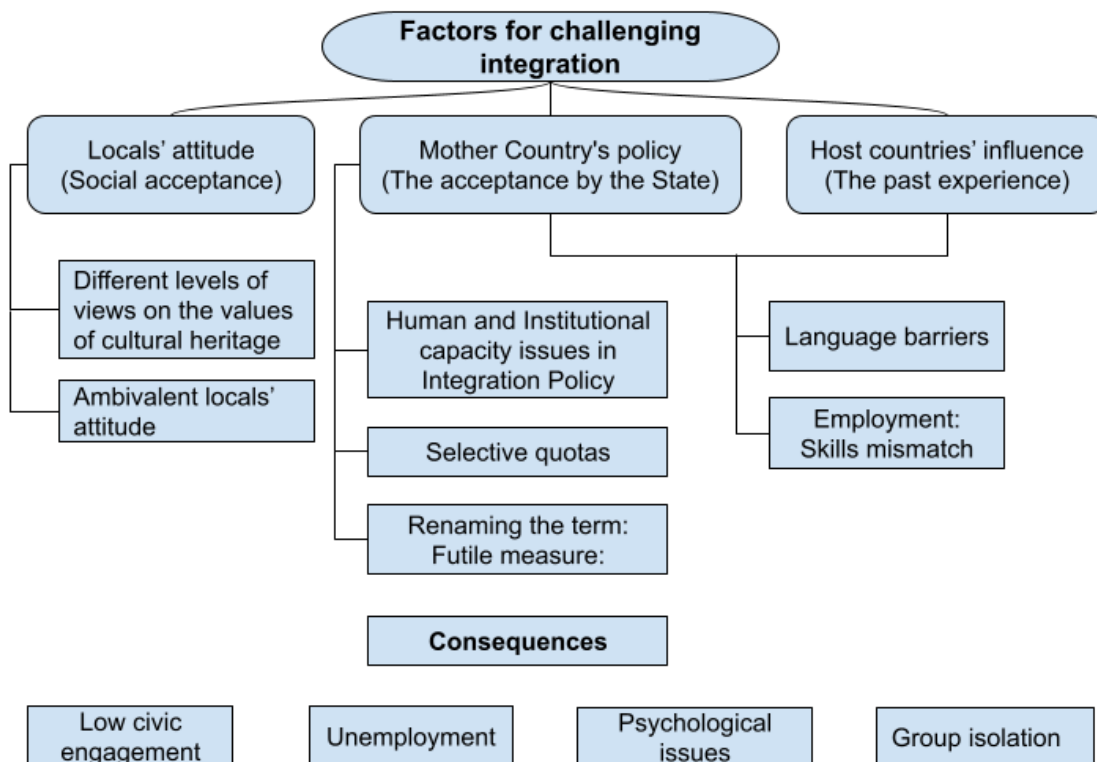 Factors for challenging
integration
Locals’ attitude
(Social acceptance)
Mother Country's policy
(The acceptance by the State)
Host countries’ influence
(The past experience)
Different levels of
views on the values
of cultural heritage
Ambivalent locals’
attitude
Human and Institutional
capacity issues in
Integration Policy
Selective quotas
Renaming the term:
Futile measure:
Language barriers
Employment:
Skills mismatch
Consequences
Low civic
engagement
Unemployment
Psychological
issues
Group isolation